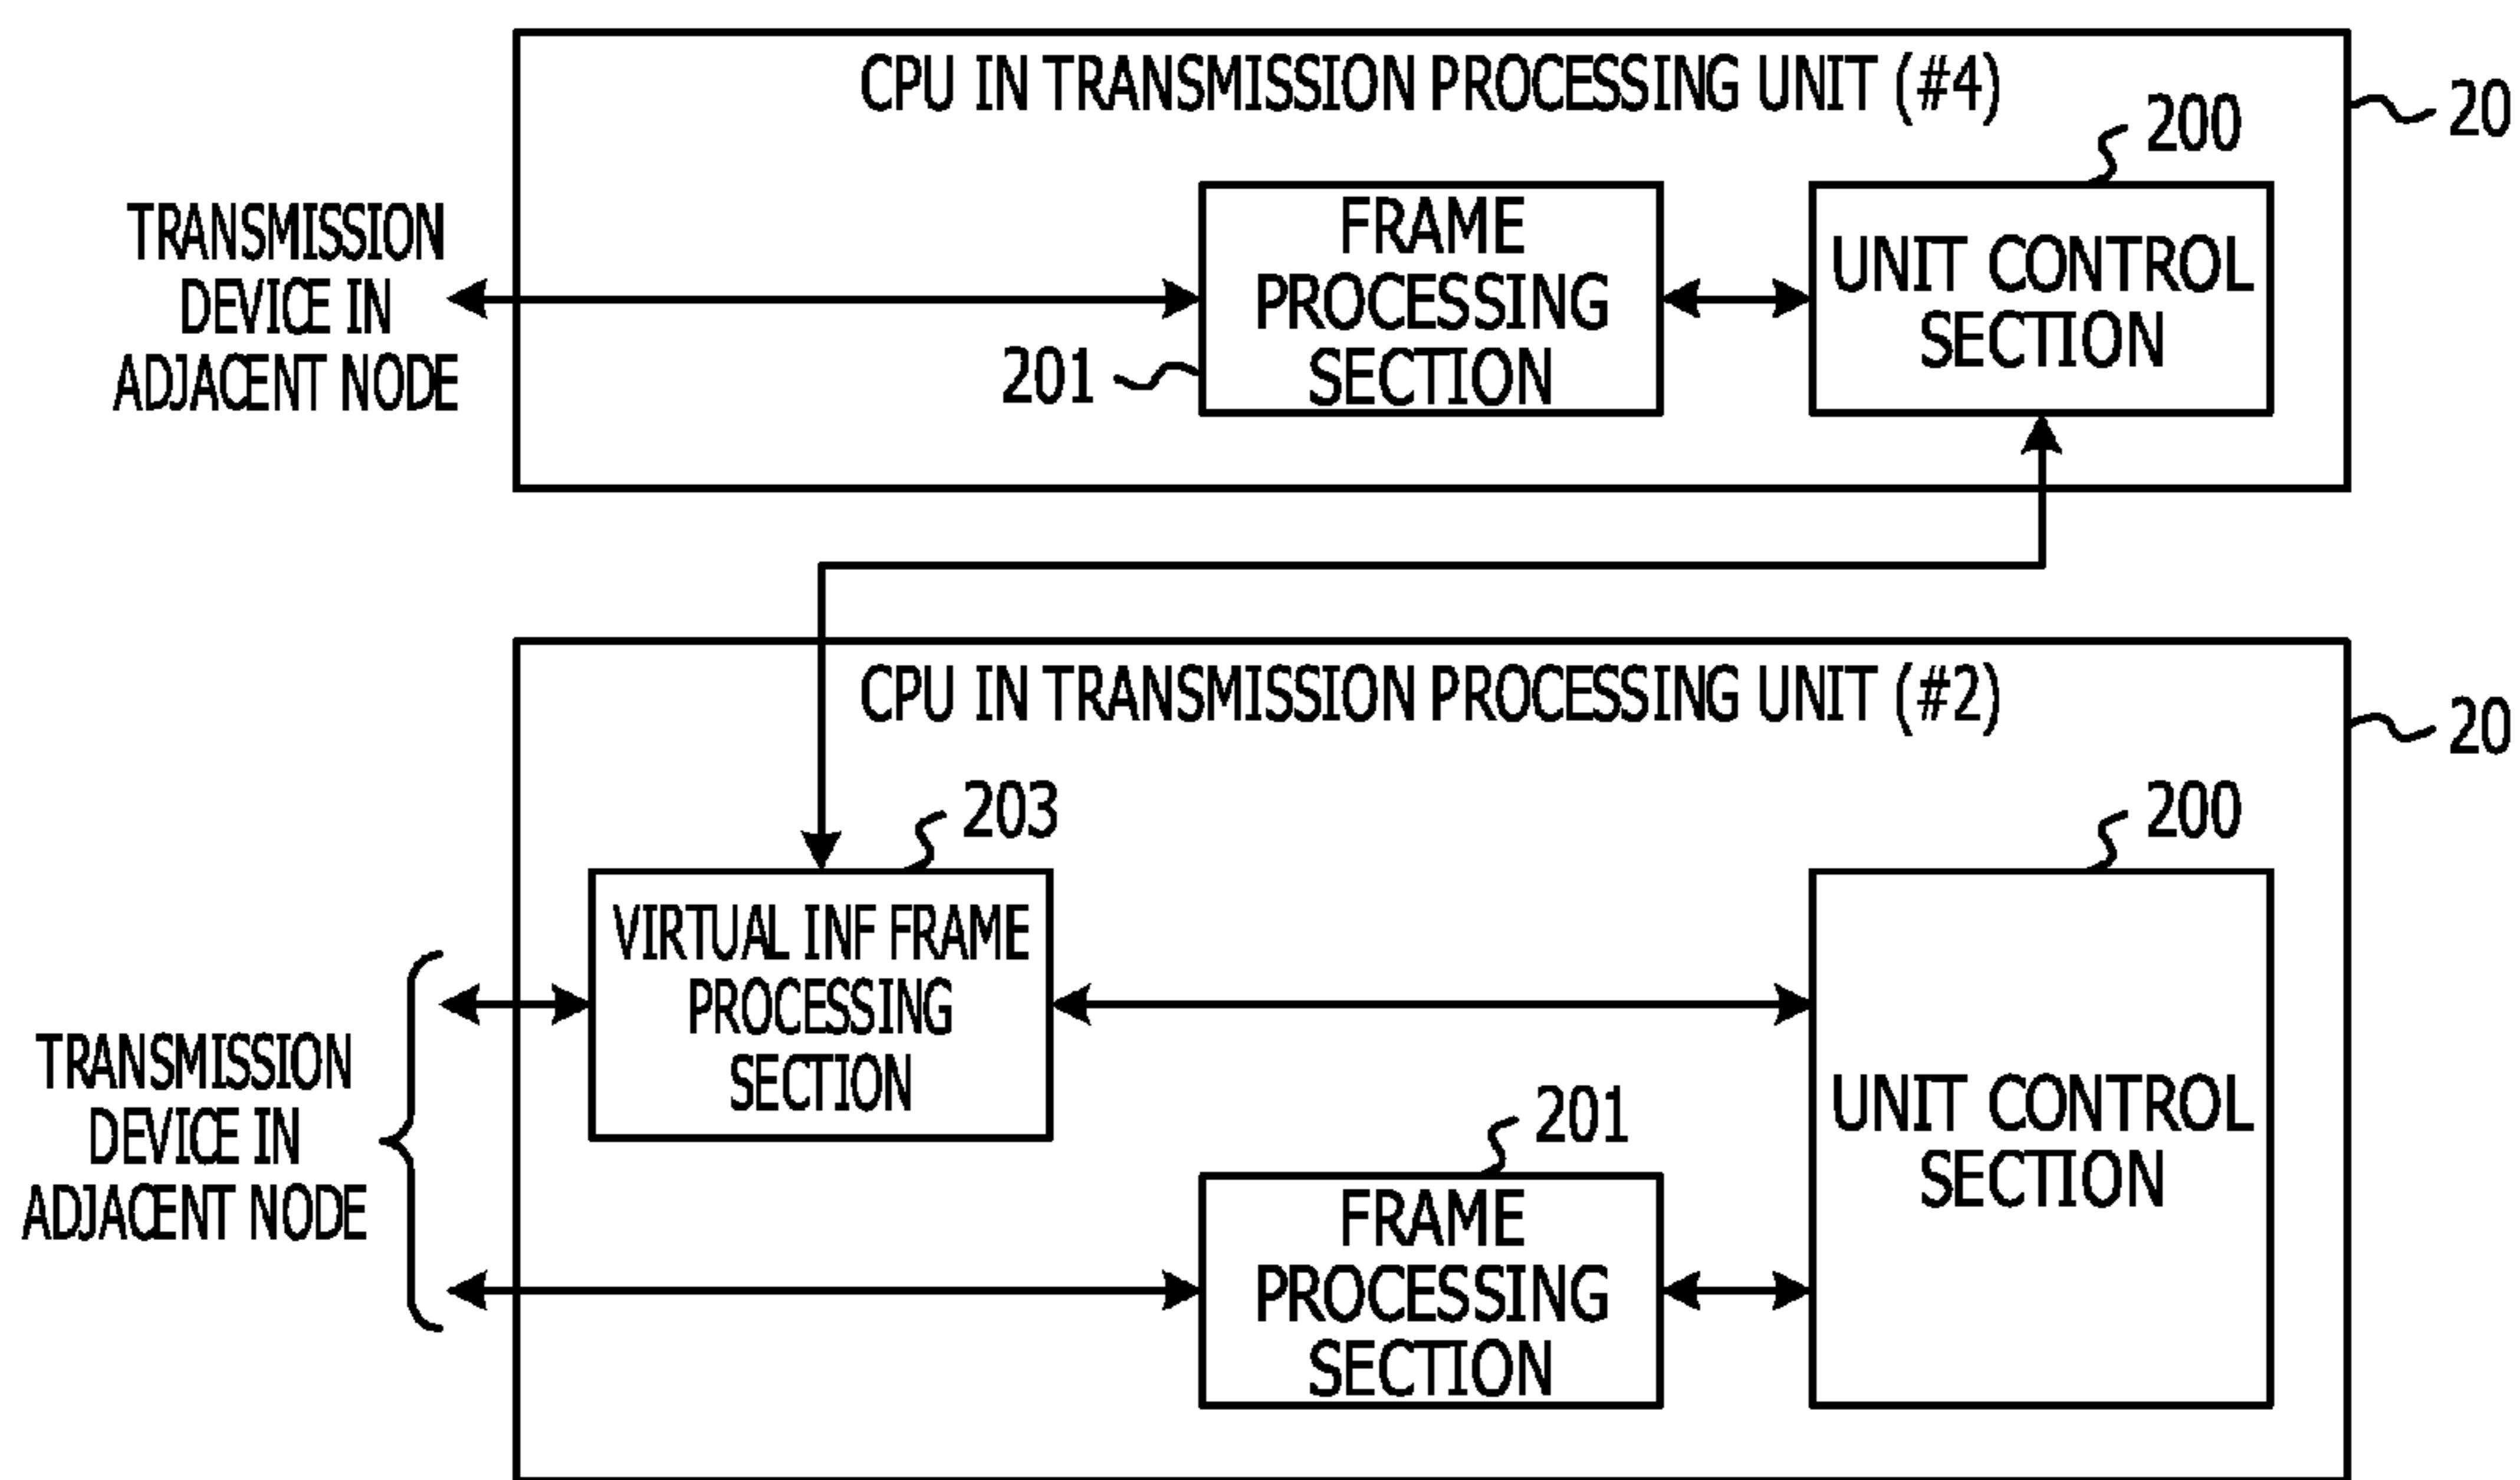 CPU IN TRANSMISSION PROCESSING UNIT (#4)
20
200
TRANSMISSION
DEVICE IN
ADJACENT NODE
FRAME
PROCESSING
SECTION
201
UNIT CONTROL
SECTION
CPU IN TRANSMISSION PROCESSING UNIT (#2)
20
203
200
VIRTUAL INF FRAME
PROCESSING
SECTION
TRANSMISSION
DEVICE IN
ADJACENT NODE
UNIT CONTROL
SECTION
201
FRAME
PROCESSING
SECTION